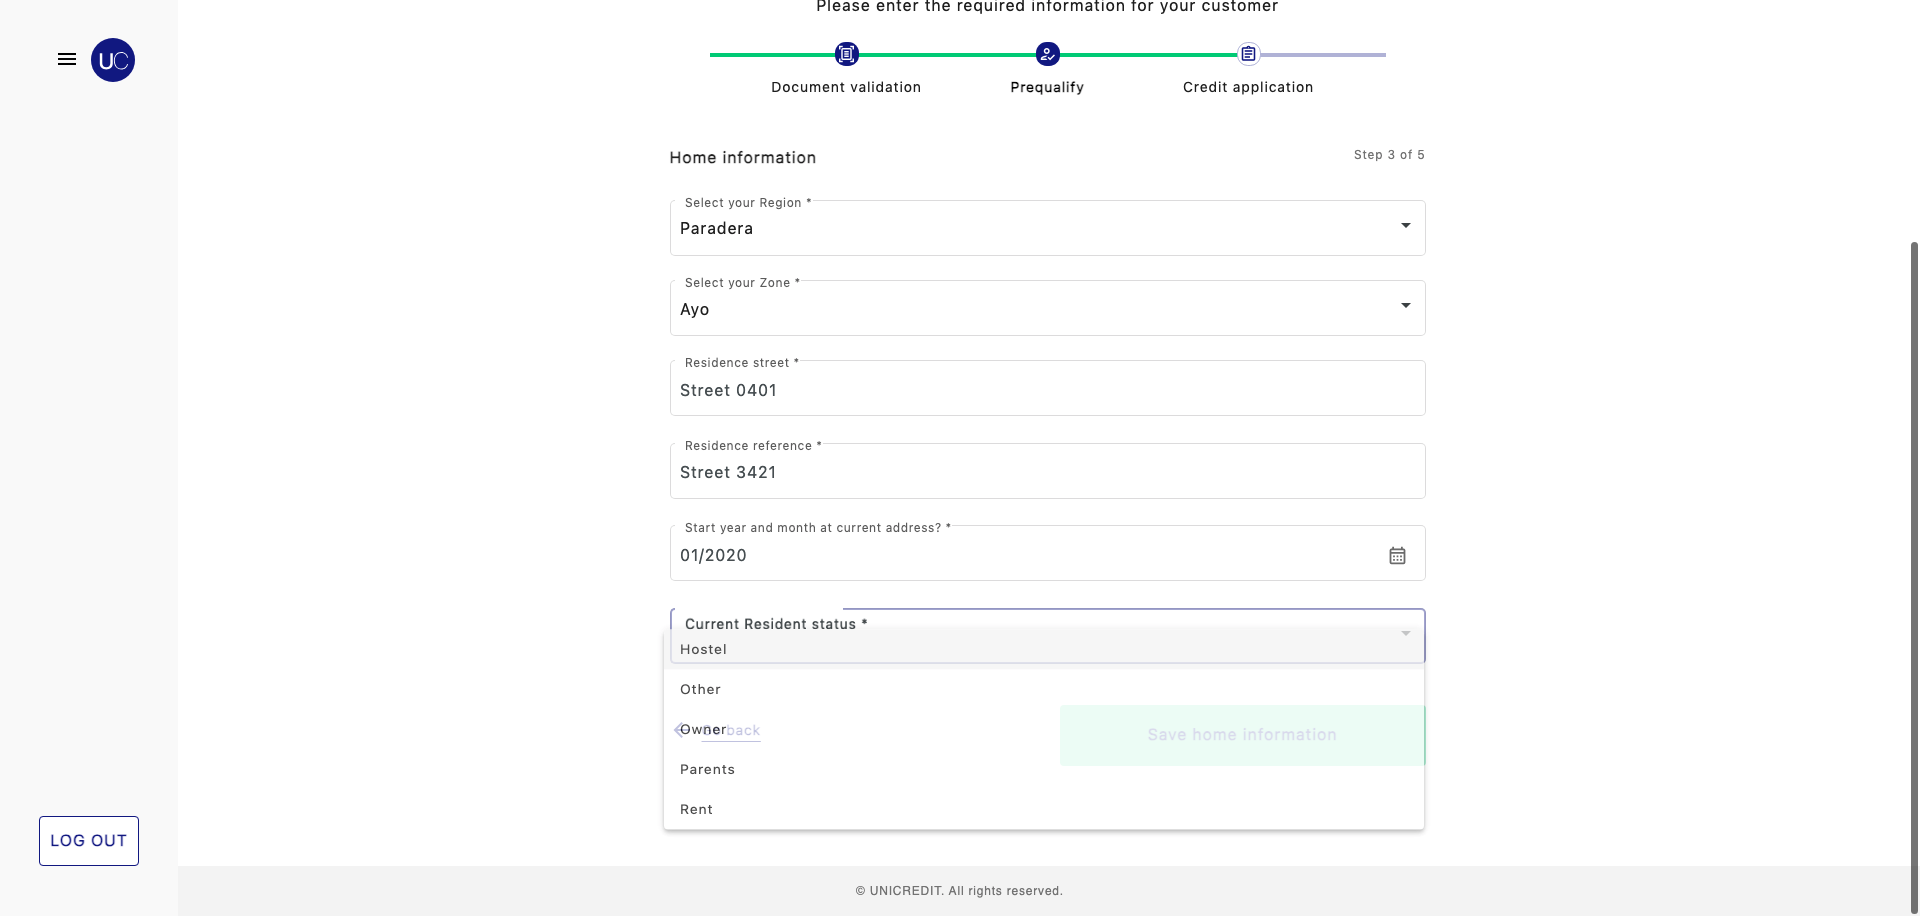 Please enter the required information for your customer
UC
Document validation
Prequalify
Credit application
Home information
Step 3 of 5
Select your Region *
Paradera
Select your Zone *
Ayo
Residence street *
Street 0401
Residence reference *
Street 3421
Start year and month at current address? *
01/2020
Current Resident status *
Hostel
Other
Owner
Go back
Save home information
Parents
Rent
LOG OUT
© UNICREDIT. All rights reserved.